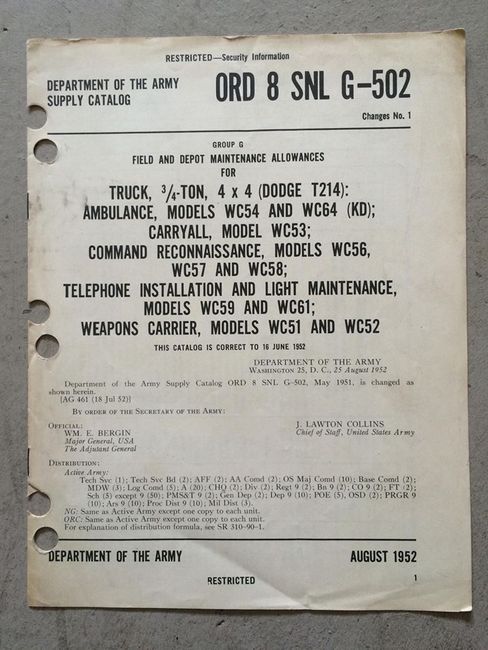 RESTRICTED—Security Information
DEPARTMENT OF THE ARMY
SUPPLY CATALOG
ORD 8 SNL G-502
Changes No. 1
GROUP G
FIELD AND DEPOT MAINTENANCE ALLOWANCES
FOR
TRUCK, 3/4-TON, 4 x 4 (DODGE T214):
AMBULANCE, MODELS WC54 AND WC64 (KD);
CARRYALL, MODEL WC53;
COMMAND RECONNAISSANCE, MODELS WC56,
WC57 AND WC58;
TELEPHONE INSTALLATION AND LIGHT MAINTENANCE,
MODELS WC59 AND WC61;
WEAPONS CARRIER, MODELS WC51 AND WC52
THIS CATALOG IS CORRECT TO 16 JUNE 1952
DEPARTMENT OF THE ARMY
WASHINGTON 25, D. C., 25 August 1952
Department of the Army Supply Catalog ORD 8 SNL G-502, May 1951, is changed as
shown herein.
[AG 461 (18 Jul 52)]
BY ORDER OF THE SECRETARY OF THE ARMY:
OFFICIAL:
WM. E. BERGIN
Major General, USA
The Adjutant General
J. LAWTON COLLINS
Chief of Staff, United States Army
DISTRIBUTION:
Active Army:
Tech Svc (1); Tech Svc Bd (2); AFF (2); AA Comd (2); OS Maj Comd (10); Base Comd (2);
MDW (3); Log Comd (5); A (20); CHQ (2); Div (2); Regt 9 (2); Bn 9 (2); CO 9 (2); FT (2);
Sch (5) except 9 (50); PMS&T 9 (2); Gen Dep (2); Dep 9 (10); POE (5), OSD (2); PRGR 9
(10); Ars 9 (10); Proc Dist 9 (10); Mil Dist (3).
NG: Same as Active Army except one copy to each unit.
ORC: Same as Active Army except one copy to each unit.
For explanation of distribution formula, see SR 310-90-1.
DEPARTMENT OF THE ARMY
AUGUST 1952
RESTRICTED
1